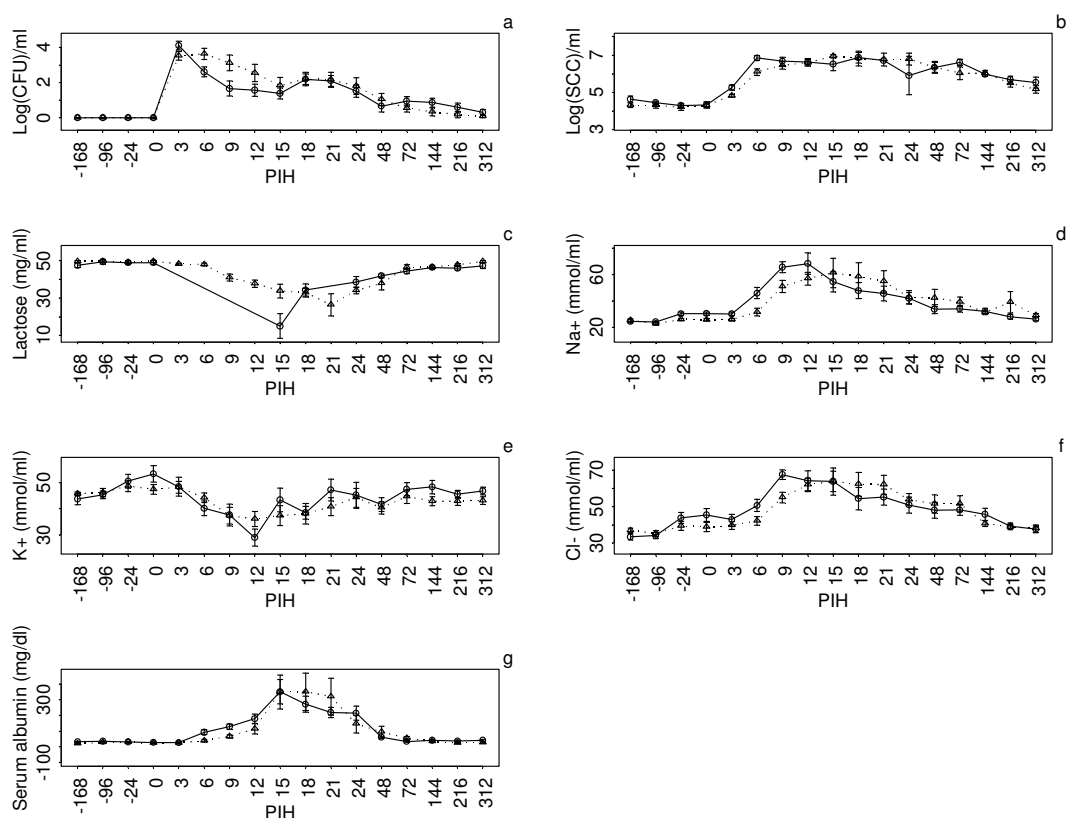 a
Log(CFU)/ml
0 2 4
-168 -96 -24 0 3 6 9 12 15 18 21 24 48 72 144 216 312
PIH
b
Log(SCC)/ml
3 5 7
-168 -96 -24 0 3 6 9 12 15 18 21 24 48 72 144 216 312
PIH
c
Lactose (mg/ml)
10 30 50
-168 -96 -24 0 3 6 9 12 15 18 21 24 48 72 144 216 312
PIH
d
Na+ (mmol/ml)
20 60
-168 -96 -24 0 3 6 9 12 15 18 21 24 48 72 144 216 312
PIH
e
K+ (mmol/ml)
30 50
-168 -96 -24 0 3 6 9 12 15 18 21 24 48 72 144 216 312
PIH
f
Cl- (mmol/ml)
30 50 70
-168 -96 -24 0 3 6 9 12 15 18 21 24 48 72 144 216 312
PIH
g
Serum albumin (mg/dl)
-100 300
-168 -96 -24 0 3 6 9 12 15 18 21 24 48 72 144 216 312
PIH